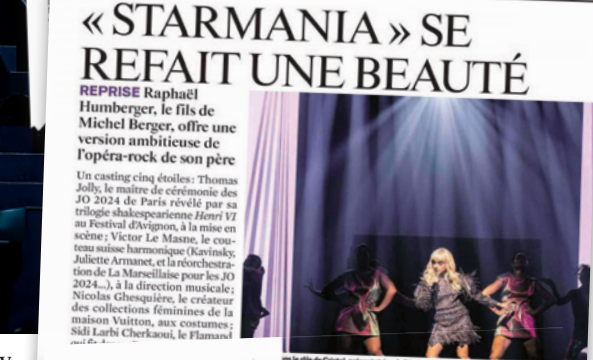 « STARMANIA » SE
REFAIT UNE BEAUTÉ
REPRISE Raphaël
Humberger, le fils de
Michel Berger, offre une
version ambitieuse de
l'opéra-rock de son père
Un casting cinq étoiles : Thomas
Jolly, le maître de cérémonie des
JO 2024 de Paris révélé par sa
trilogie shakespearienne Henri VI
au Festival d'Avignon, à la mise en
scène ; Victor Le Masne, le cou-
teau suisse harmonique (Kavinsky,
Juliette Armanet, et la réorchestra-
tion de La Marseillaise pour les JO
2024...), à la direction musicale ;
Nicolas Ghesquière, le créateur
des collections féminines de la
maison Vuitton, aux costumes ;
Sidi Larbi Cherkaoui, le Flamand